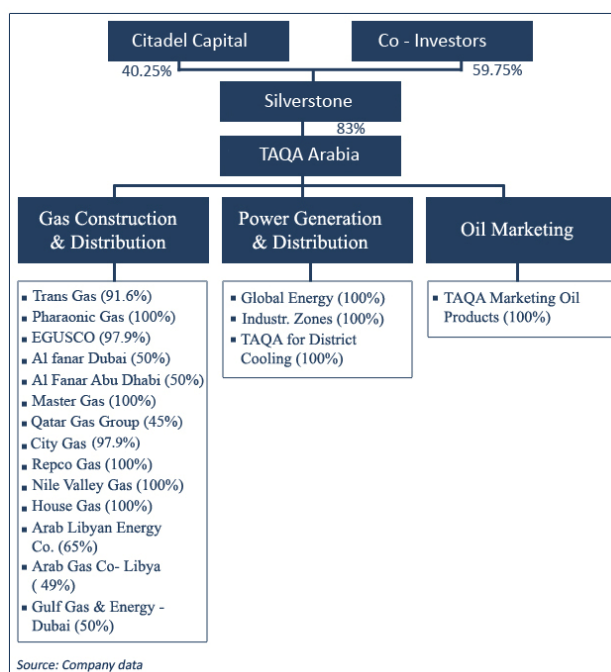 Citadel Capital
Co - Investors
40.25%
59.75%
Silverstone
83%
TAQA Arabia
Gas Construction
& Distribution
Power Generation
& Distribution
Oil Marketing
▪ Trans Gas (91.6%)
▪ Pharaonic Gas (100%)
▪ EGUSCO (97.9%)
▪ Al fanar Dubai (50%)
▪ Al Fanar Abu Dhabi (50%)
▪ Master Gas (100%)
▪ Qatar Gas Group (45%)
▪ City Gas (97.9%)
▪ Repco Gas (100%)
▪ Nile Valley Gas (100%)
▪ House Gas (100%)
▪ Arab Libyan Energy
Co. (65%)
▪ Arab Gas Co- Libya
( 49%)
▪ Gulf Gas & Energy -
Dubai (50%)
▪ Global Energy (100%)
▪ Industr. Zones (100%)
▪ TAQA for District
Cooling (100%)
▪ TAQA Marketing Oil
Products (100%)
Source: Company data